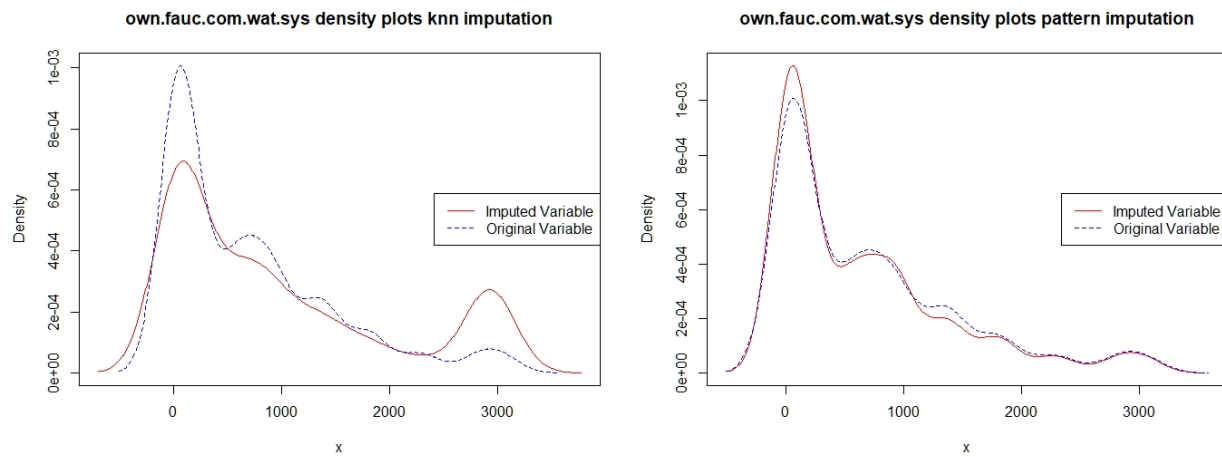 own.fauc.com.wat.sys density plots knn imputation
Density
0e+00
2e-04
4e-04
6e-04
8e-04
1e-03
Imputed Variable
Original Variable
0
1000
2000
3000
x
own.fauc.com.wat.sys density plots pattern imputation
Density
0e+00
2e-04
4e-04
6e-04
8e-04
1e-03
Imputed Variable
Original Variable
0
1000
2000
3000
x